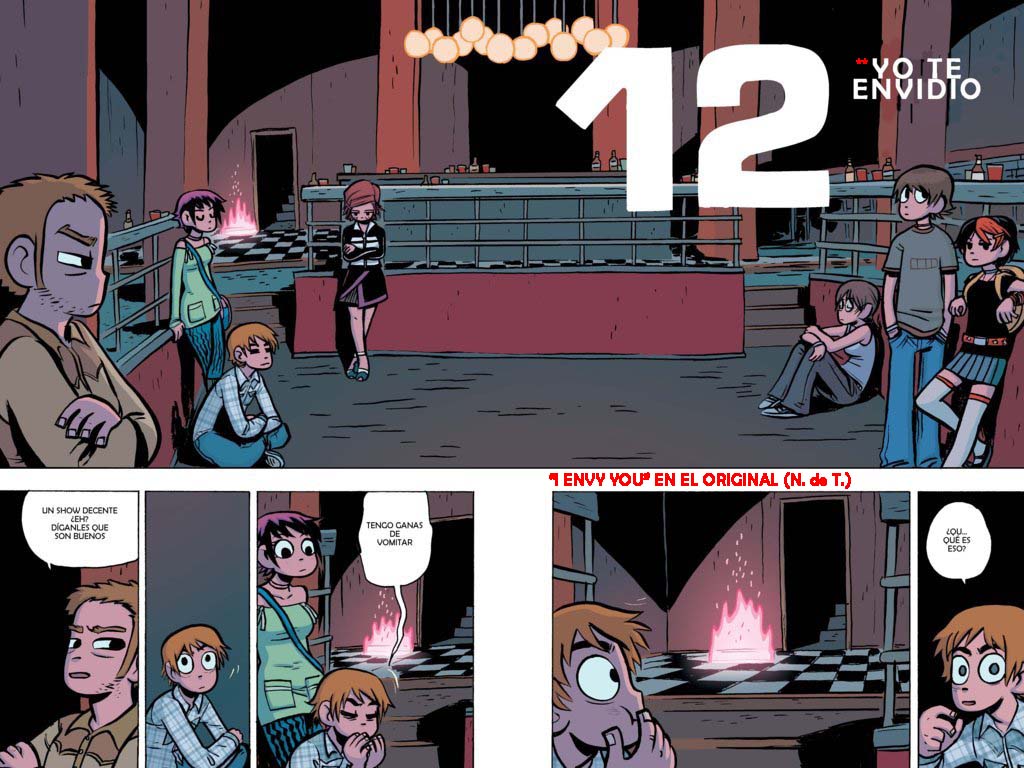 12
**YO TE
ENVIDIO
"I ENVY YOU" EN EL ORIGINAL (N. de T.)
UN SHOW DECENTE
¿EH?
DÍGANLES QUE
SON BUENOS
TENGO GANAS
DE
VOMITAR
¿QU...
QUÉ ES
ESO?